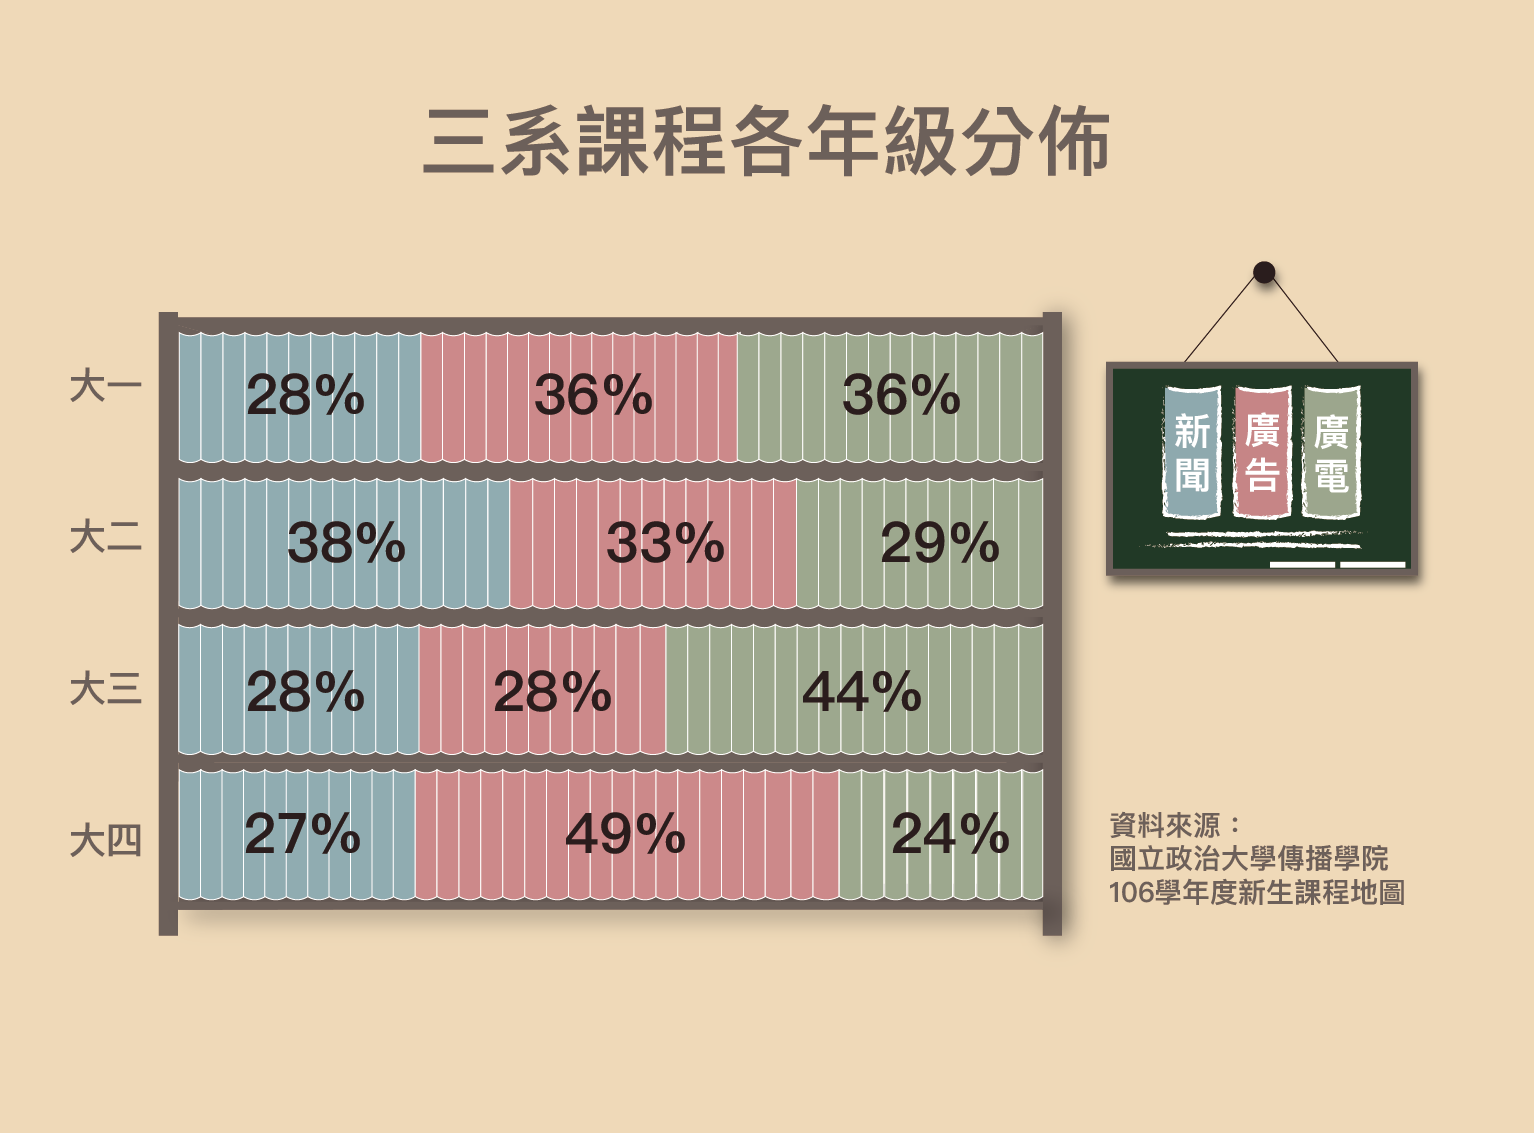 三系課程各年級分佈
大一
28%
36%
36%
大二
38%
33%
29%
大三
28%
28%
44%
大四
27%
49%
24%
新聞
廣告
廣電
資料來源：
國立政治大學傳播學院
106學年度新生課程地圖